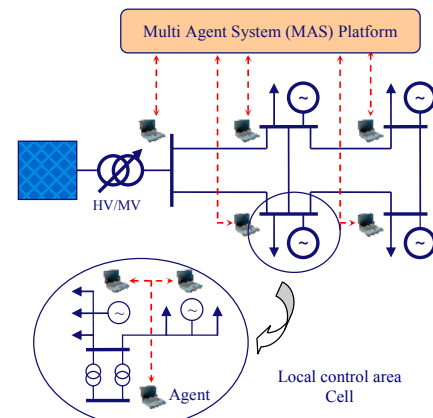 Multi Agent System (MAS) Platform
~
~
HV/MV
~
~
~
~
Agent
Local control area
Cell